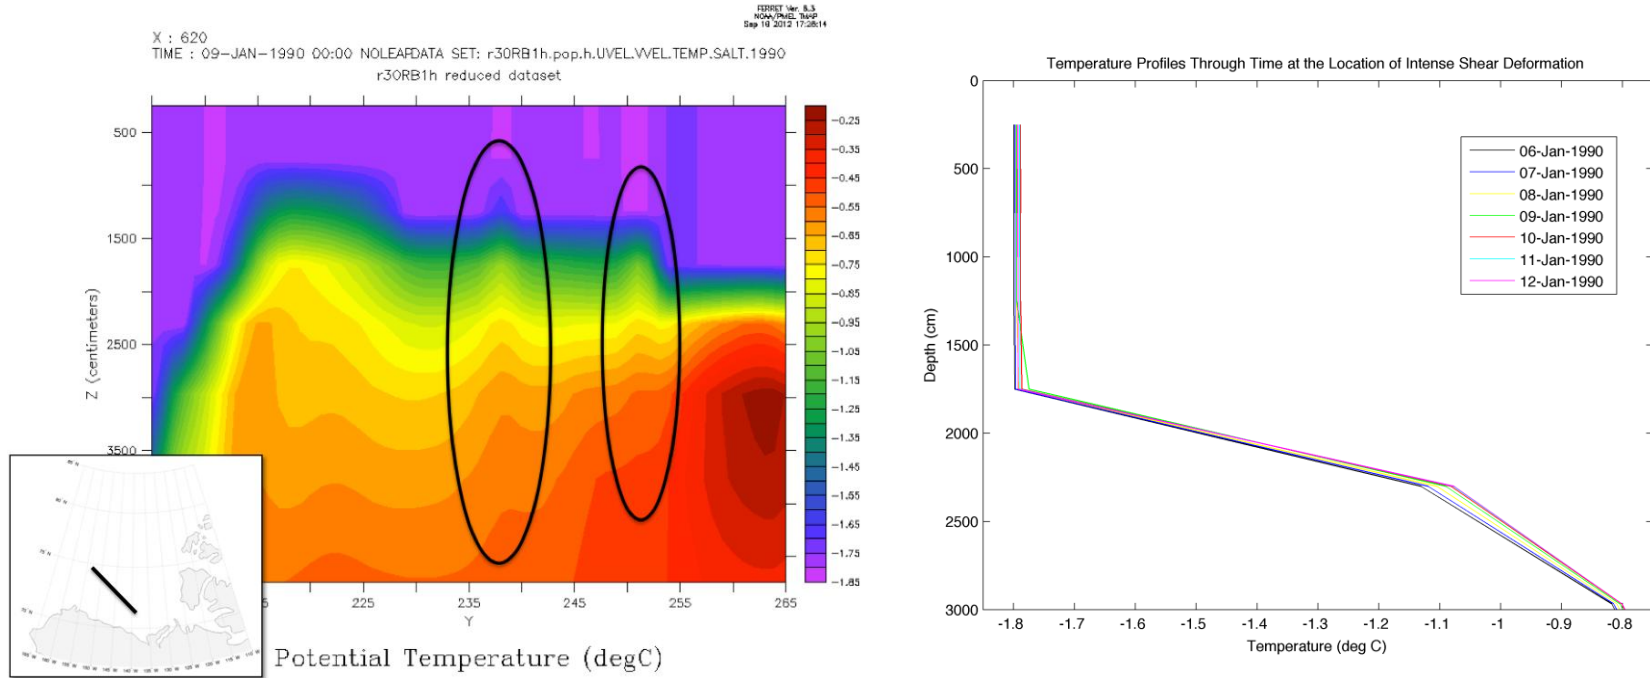 FERRET Ver. 6.3
NOAA/PMEL TMAP
Sep 18 2012 17:28:14
X : 620
TIME : 09-JAN-1990 00:00 NOLEAPDATA SET: r30RB1h.pop.h.UVEL.VVEL.TEMP.SALT.1990
r30RB1h reduced dataset
500
1500
2500
3500
Z (centimeters)
225
235
245
255
265
Y
Potential Temperature (degC)
-0.25
-0.35
-0.45
-0.55
-0.65
-0.75
-0.85
-0.95
-1.05
-1.15
-1.25
-1.35
-1.45
-1.55
-1.65
-1.75
-1.85
Temperature Profiles Through Time at the Location of Intense Shear Deformation
0
500
1000
1500
2000
2500
3000
Depth (cm)
-1.8
-1.7
-1.6
-1.5
-1.4
-1.3
-1.2
-1.1
-1
-0.9
-0.8
Temperature (deg C)
06-Jan-1990
07-Jan-1990
08-Jan-1990
09-Jan-1990
10-Jan-1990
11-Jan-1990
12-Jan-1990